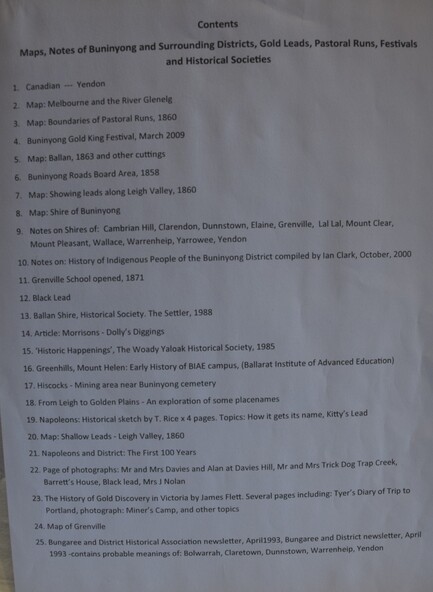 Contents
Maps, Notes of Buninyong and Surrounding Districts, Gold Leads, Pastoral Runs, Festivals
and Historical Societies
1. Canadian --- Yendon
2. Map: Melbourne and the River Glenelg
3. Map: Boundaries of Pastoral Runs, 1860
4. Buninyong Gold King Festival, March 2009
5. Map: Ballan, 1863 and other cuttings
6. Buninyong Roads Board Area, 1858
7. Map: Showing leads along Leigh Valley, 1860
8. Map: Shire of Buninyong
9. Notes on Shires of: Cambrian Hill, Clarendon, Dunnstown, Elaine, Grenville, Lal Lal, Mount Clear,
Mount Pleasant, Wallace, Warrenheip, Yarrowee, Yendon
10. Notes on: History of Indigenous People of the Buninyong District compiled by Ian Clark, October, 2000
11. Grenville School opened, 1871
12. Black Lead
13. Ballan Shire, Historical Society. The Settler, 1988
14. Article: Morrisons - Dolly's Diggings
15. 'Historic Happenings', The Woady Yaloak Historical Society, 1985
16. Greenhills, Mount Helen: Early History of BIAE campus, (Ballarat Institute of Advanced Education)
17. Hiscocks - Mining area near Buninyong cemetery
18. From Leigh to Golden Plains - An exploration of some placenames
19. Napoleons: Historical sketch by T. Rice x 4 pages. Topics: How it gets its name, Kitty's Lead
20. Map: Shallow Leads - Leigh Valley, 1860
21. Napoleons and District: The First 100 Years
22. Page of photographs: Mr and Mrs Davies and Alan at Davies Hill, Mr and Mrs Trick Dog Trap Creek,
Barrett's House, Black lead, Mrs J Nolan
23. The History of Gold Discovery in Victoria by James Flett. Several pages including: Tyer's Diary of Trip to
Portland, photograph: Miner's Camp, and other topics
24. Map of Grenville
25. Bungaree and District Historical Association newsletter, April1993, Bungaree and District newsletter, April
1993 -contains probable meanings of: Bolwarrah, Claretown, Dunnstown, Warrenheip, Yendon